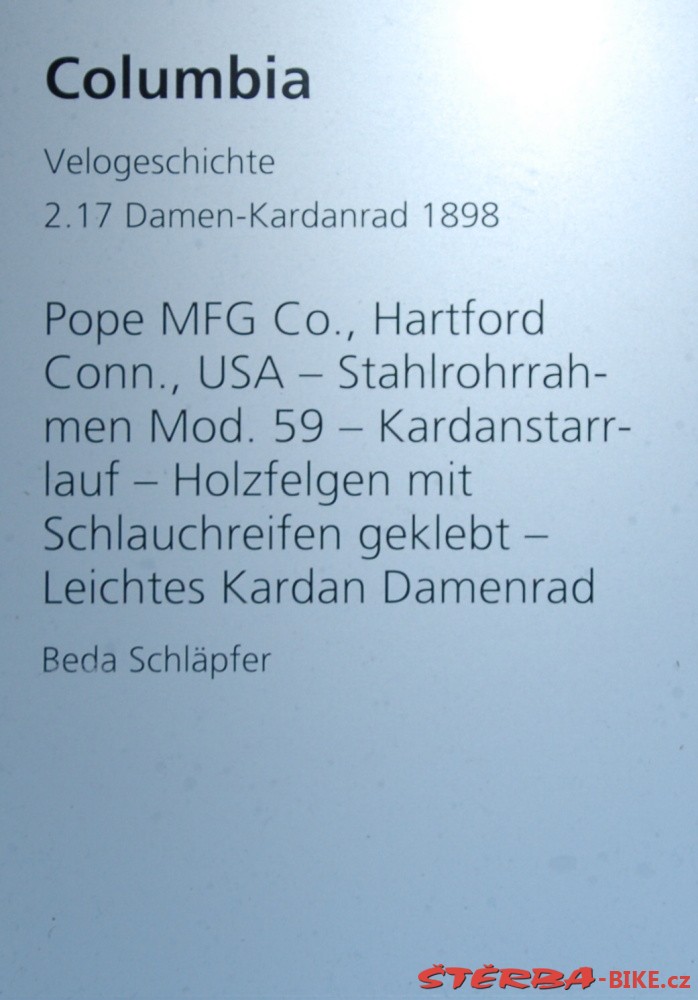 Columbia
Velogeschichte
2.17 Damen-Kardanrad 1898
Pope MFG Co., Hartford
Conn., USA – Stahlrohrrah-
men Mod. 59 – Kardanstarr-
lauf – Holzfelgen mit
Schlauchreifen geklebt –
Leichtes Kardan Damenrad
Beda Schläpfer
ŠTĚRBA-BIKE.cz